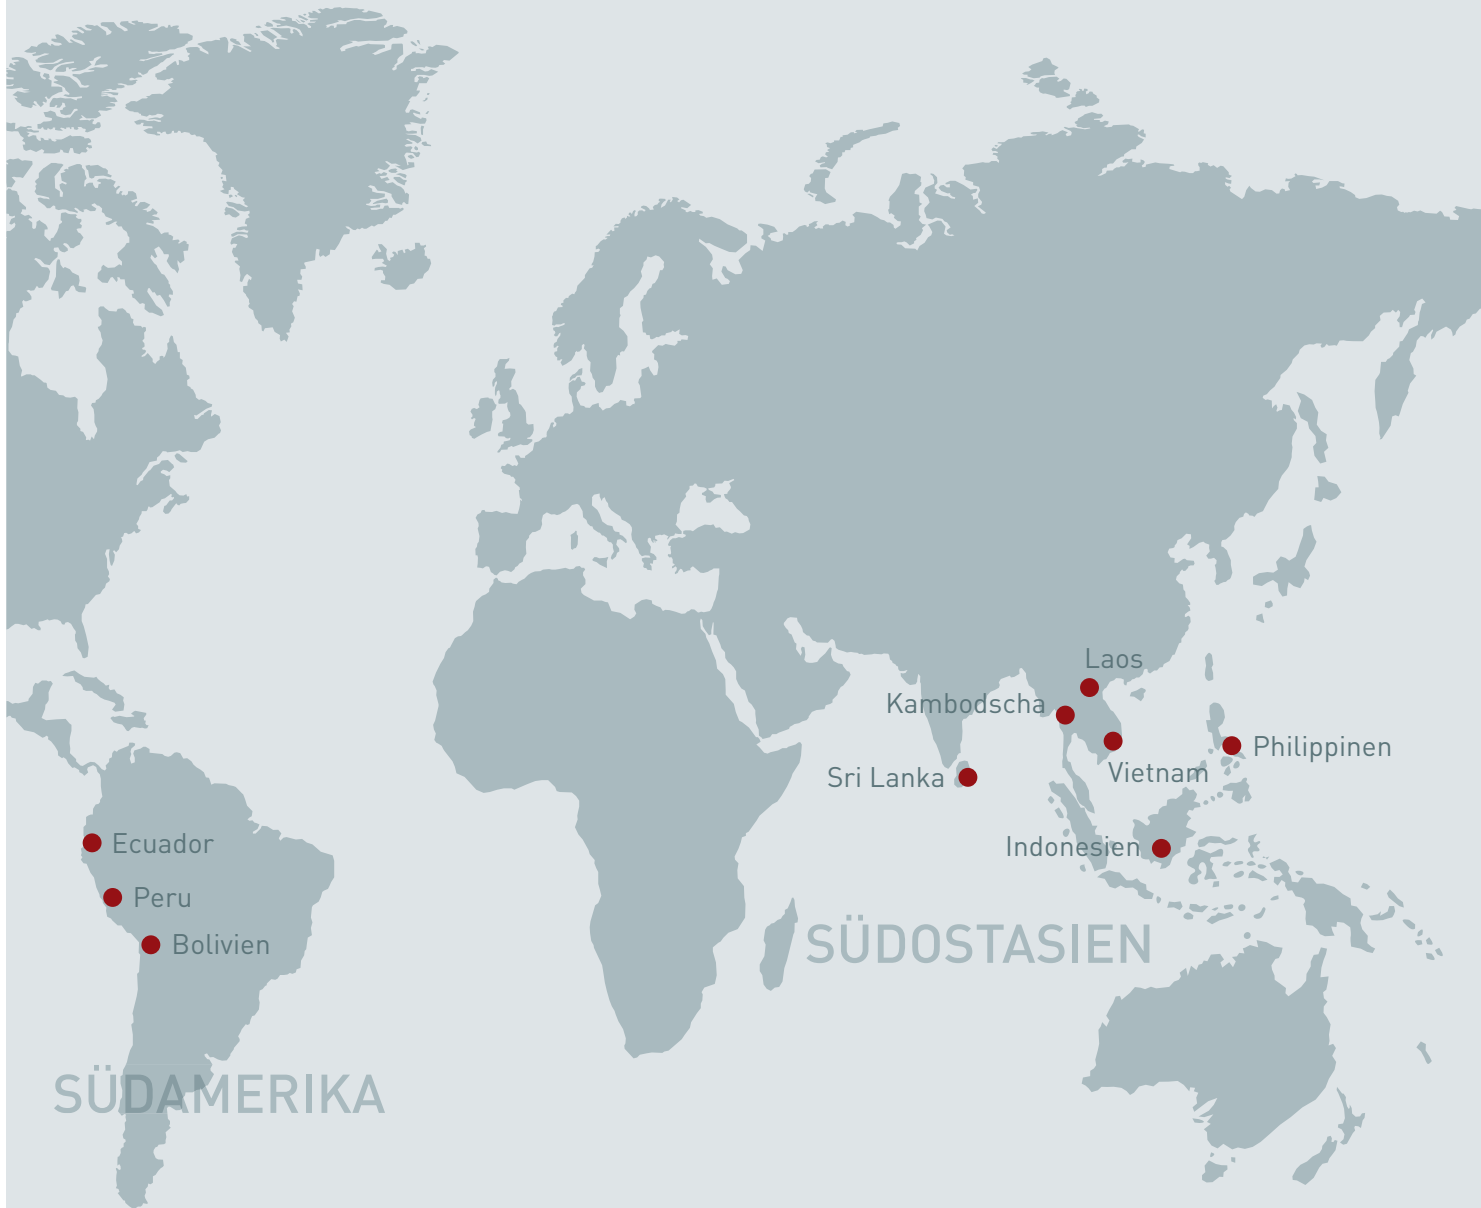 Laos
Kambodscha
Philippinen
Vietnam
Sri Lanka
Ecuador
Indonesien
Peru
Bolivien
SÜDOSTASIEN
SÜDAMERIKA